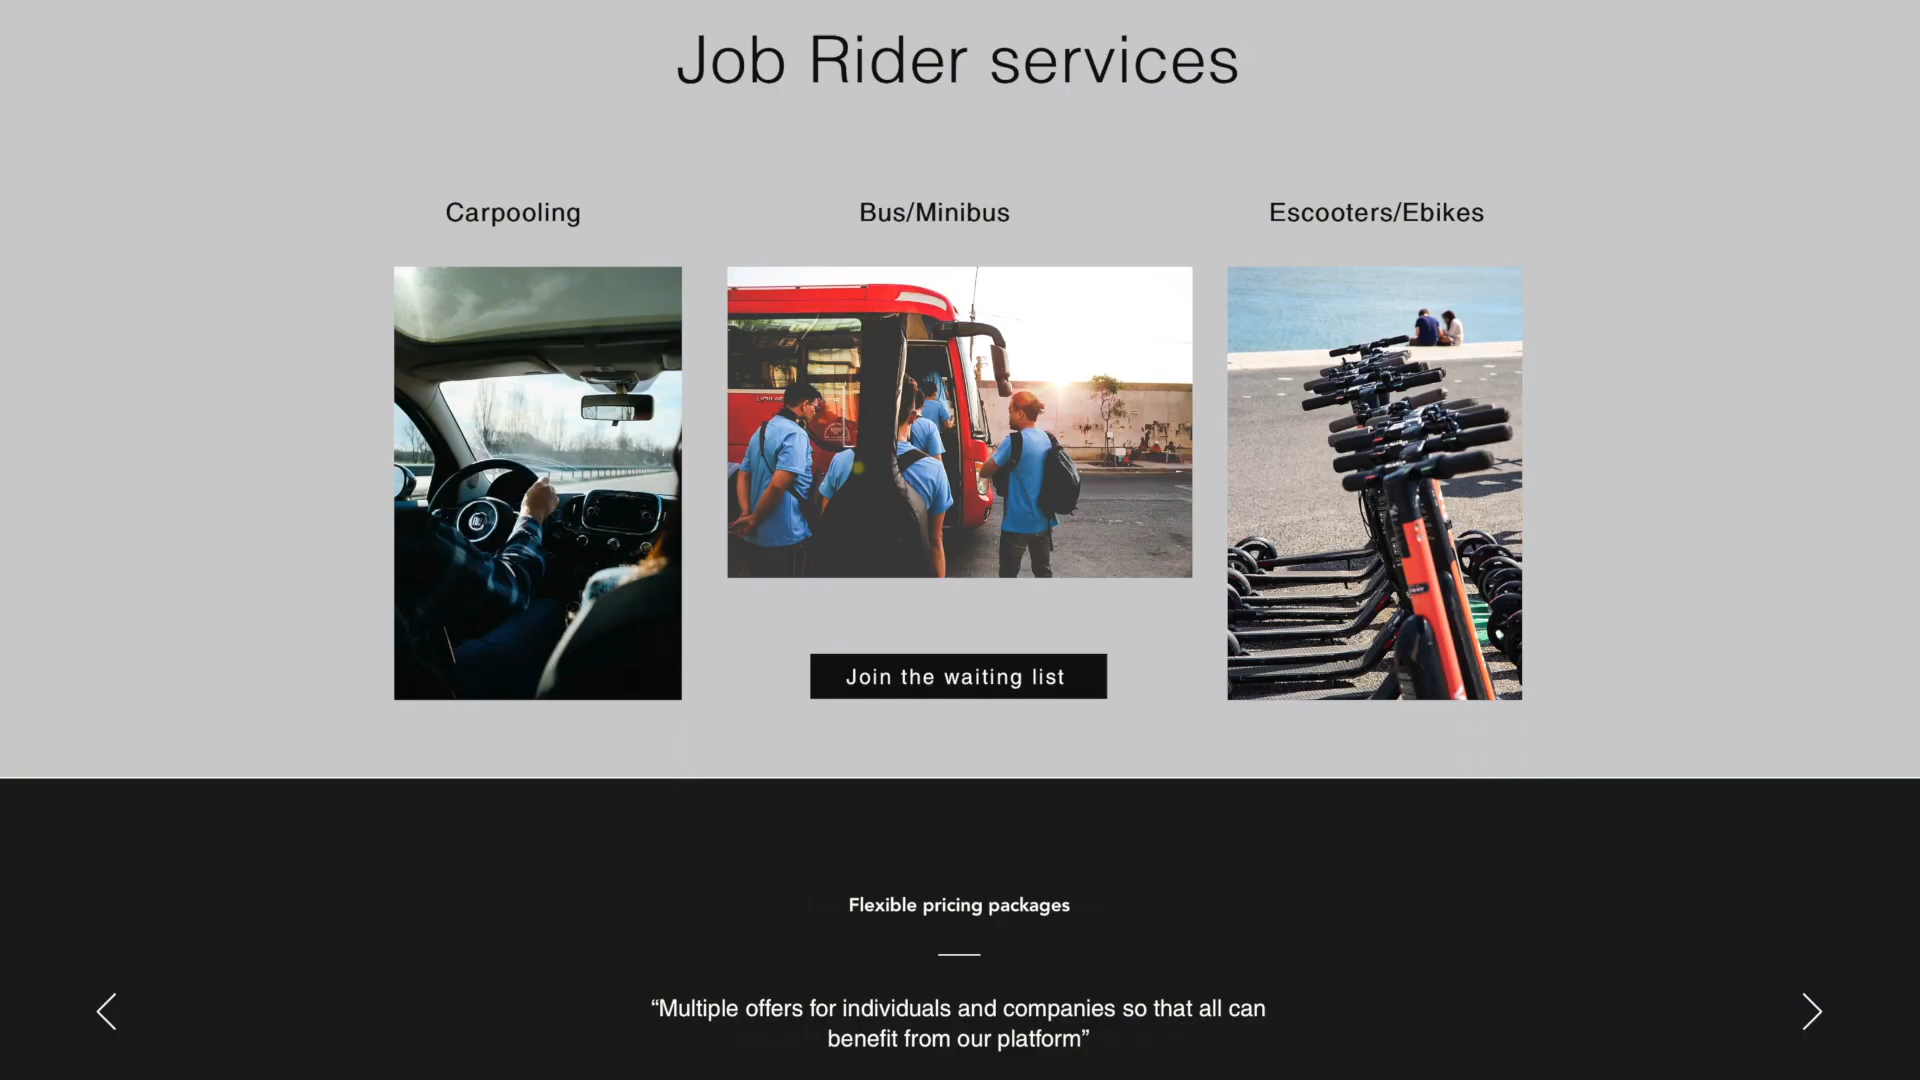 Job Rider services
Carpooling
Bus/Minibus
Escooters/Ebikes
Join the waiting list
Flexible pricing packages
“Multiple offers for individuals and companies so that all can
benefit from our platform”